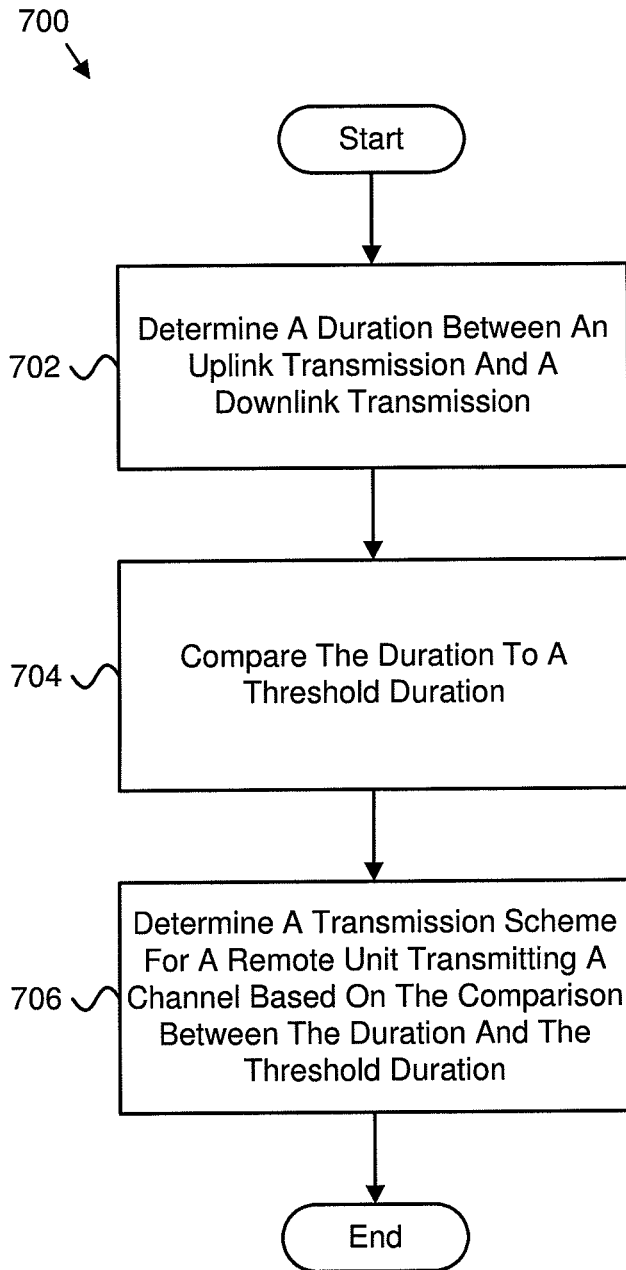 700
Start
702
Determine A Duration Between An
Uplink Transmission And A
Downlink Transmission
704
Compare The Duration To A
Threshold Duration
706
Determine A Transmission Scheme
For A Remote Unit Transmitting A
Channel Based On The Comparison
Between The Duration And The
Threshold Duration
End